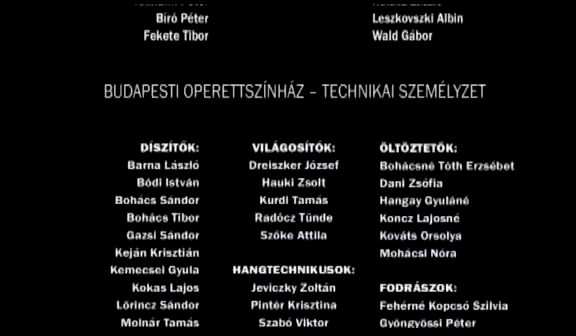 Biró Péter
Fekete Tibor
Leszkovszki Albin
Wald Gábor
BUDAPESTI OPERETTSZÍNHÁZ – TECHNIKAI SZEMÉLYZET
DÍSZÍTŐK:
Barna László
Bódi István
Bohács Sándor
Bohács Tibor
Gazsi Sándor
Keján Krisztián
Kemecsei Gyula
Kokas Lajos
Lőrincz Sándor
Molnár Tamás
VILÁGOSÍTÓK:
Dreiszker József
Hauki Zsolt
Kurdi Tamás
Radócz Tünde
Szőke Attila
HANGTECHNIKUSOK:
Jeviczky Zoltán
Pintér Krisztina
Szabó Viktor
ÖLTÖZTETŐK:
Bohácsné Tóth Erzsébet
Dani Zsófia
Hangay Gyuláné
Koncz Lajosné
Kováts Orsolya
Mohácsi Nóra
FODRÁSZOK:
Fehérné Kopcsó Szilvia
Gyöngyössi Péter